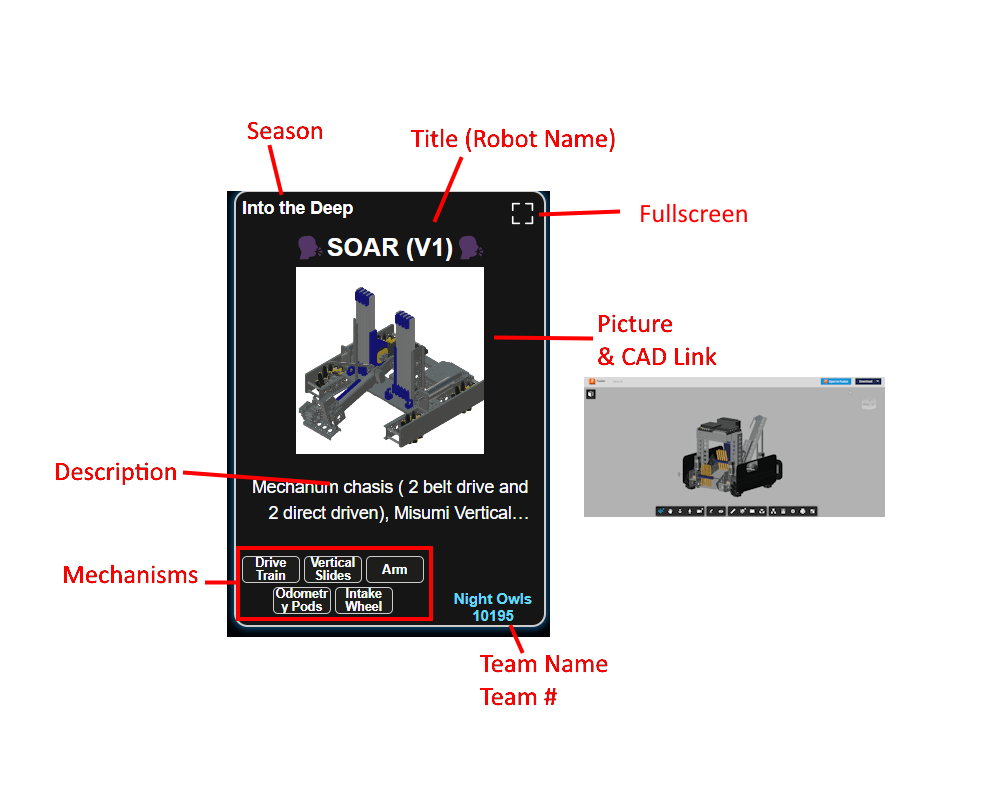 Season
Title (Robot Name)
Into the Deep
Fullscreen
SOAR (V1)
Picture
& CAD Link
Description
Mechanum chasis ( 2 belt drive and
2 direct driven), Misumi Vertical…
Mechanisms
Drive
Train
Vertical
Slides
Arm
Odometr
y Pods
Intake
Wheel
Night Owls
10195
Team Name
Team #